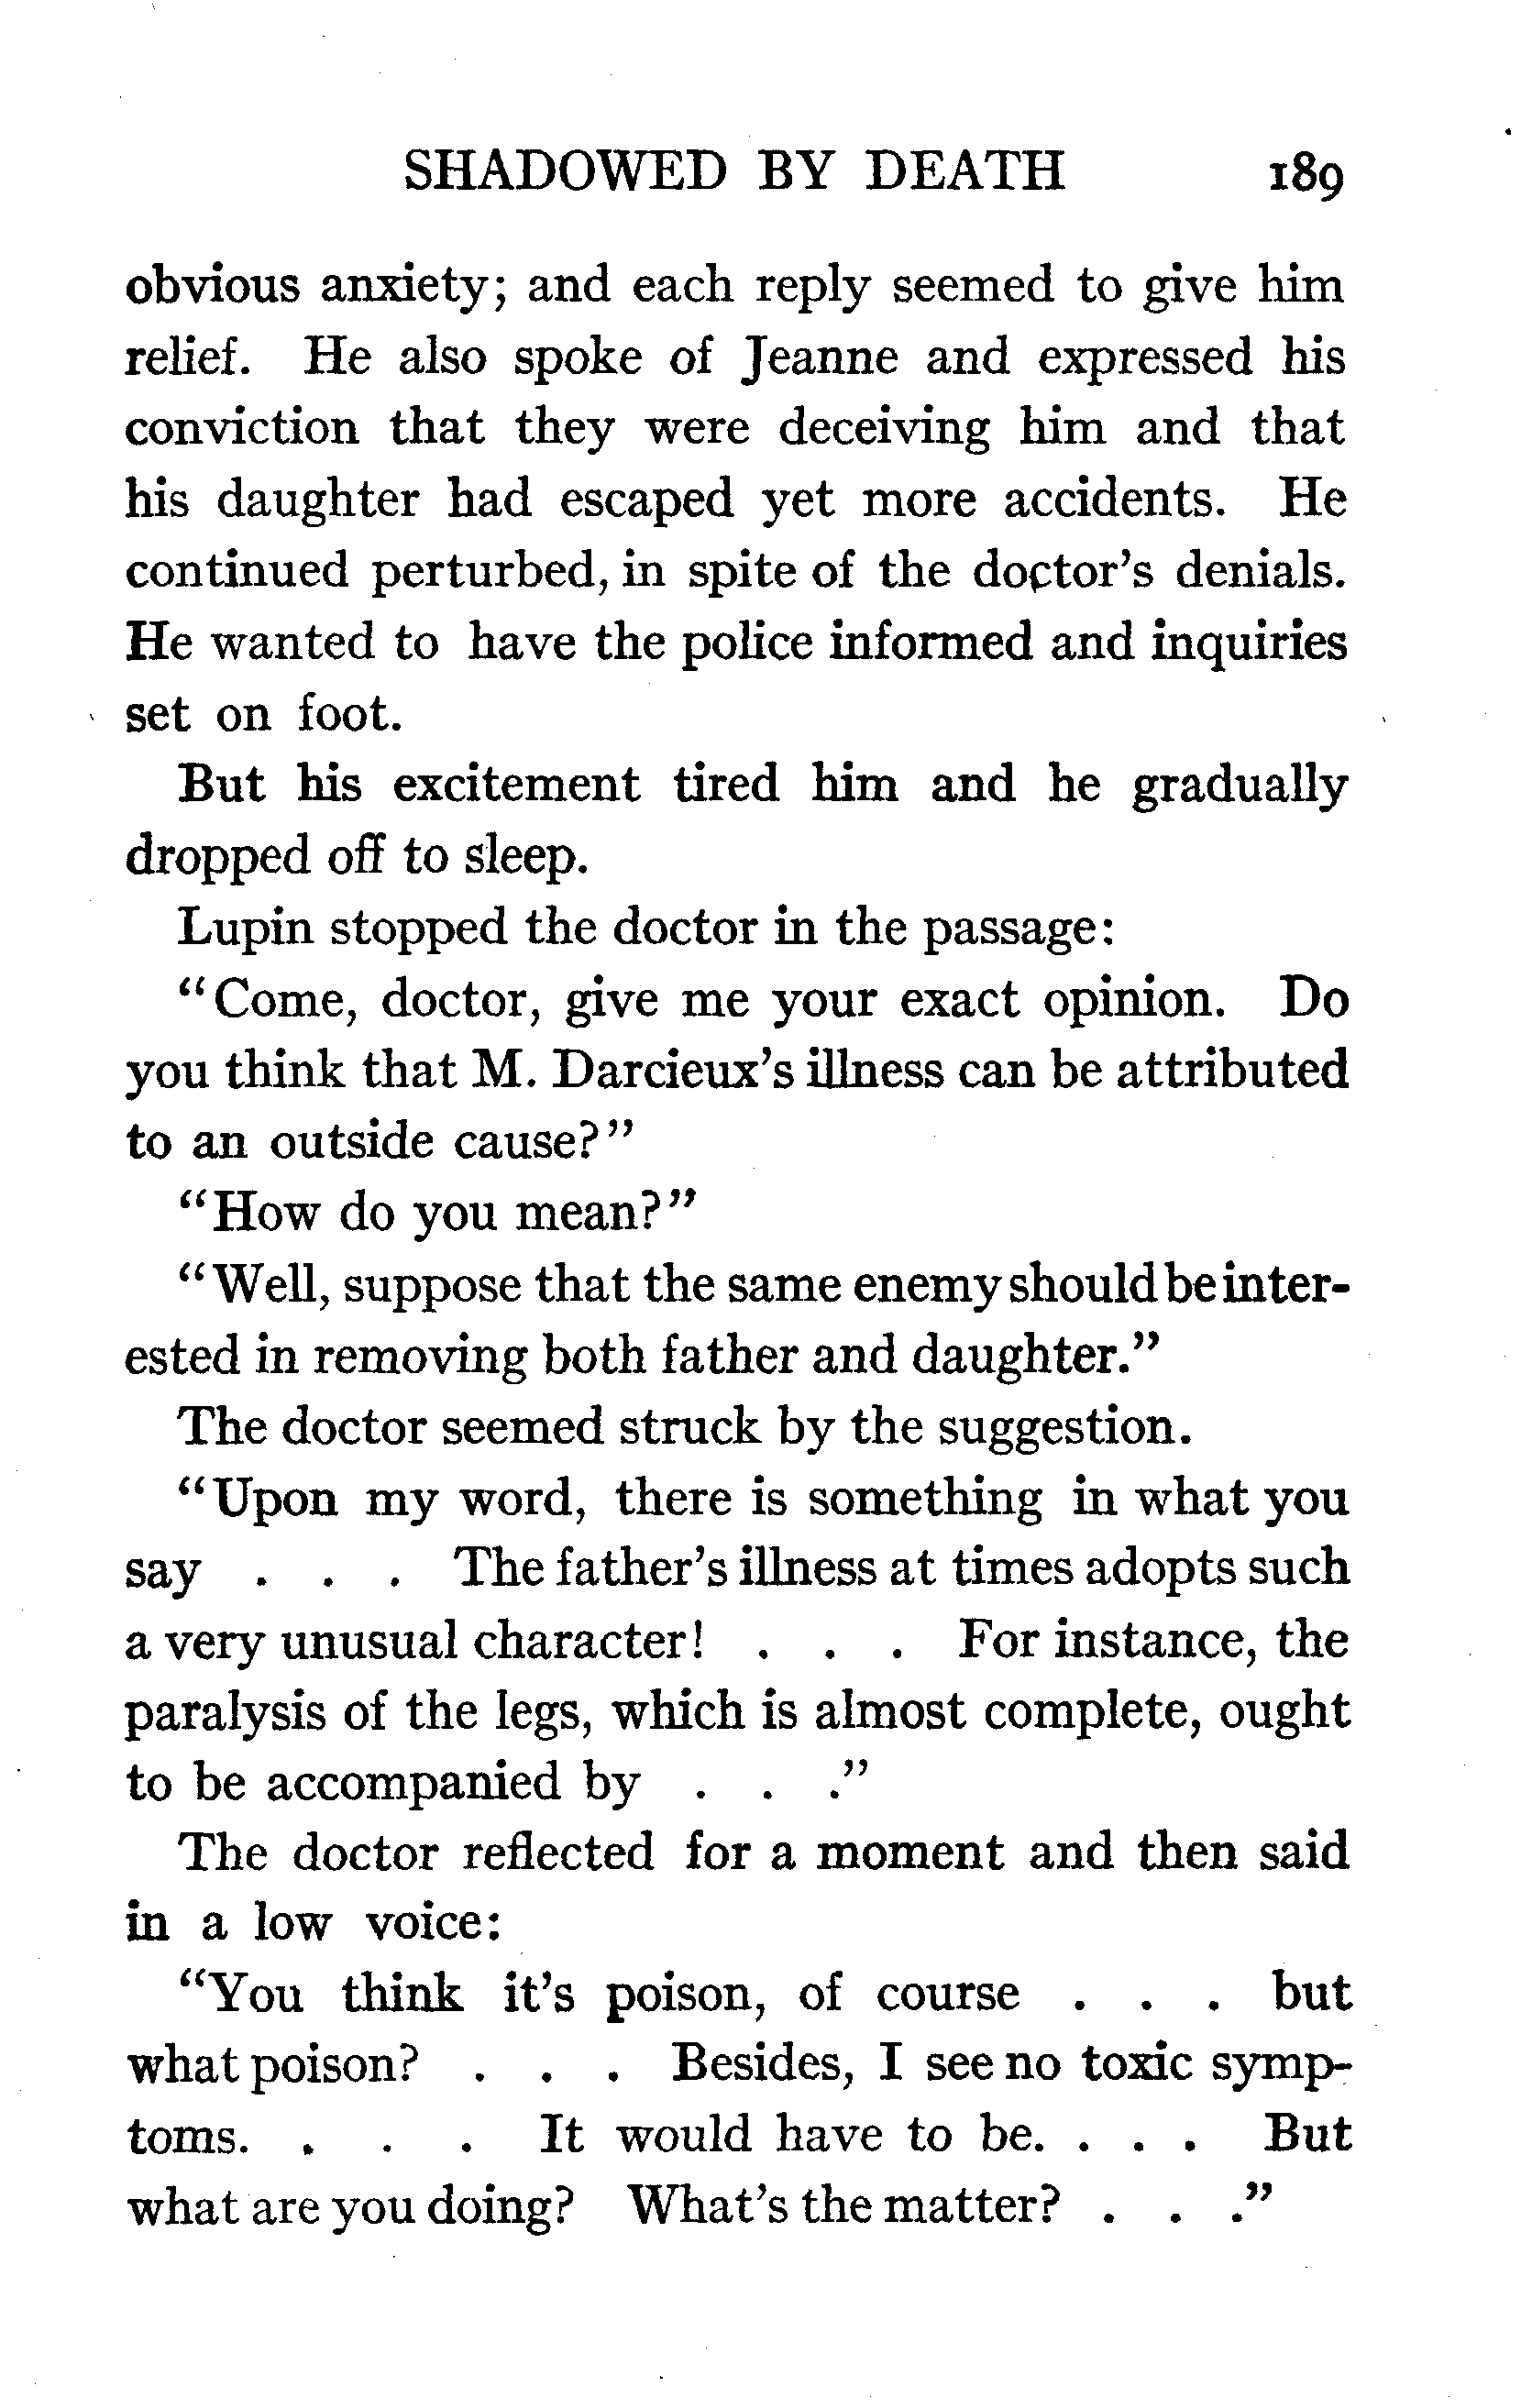 SHADOWED BY DEATH 189
obvious anxiety; and each reply seemed to give him
relief. He also spoke of Jeanne and expressed his
conviction that they were deceiving him and that
his daughter had escaped yet more accidents. He
continued perturbed, in spite of the doctor's denials.
He wanted to have the police informed and inquiries
set on foot.
But his excitement tired him and he gradually
dropped off to sleep.
Lupin stopped the doctor in the passage:
"Come, doctor, give me your exact opinion. Do
you think that M. Darcieux's illness can be attributed
to an outside cause?"
"How do you mean?"
"Well, suppose that the same enemy should be inter-
ested in removing both father and daughter."
The doctor seemed struck by the suggestion.
"Upon my word, there is something in what you
say . . . The father's illness at times adopts such
a very unusual character! . . . For instance, the
paralysis of the legs, which is almost complete, ought
to be accompanied by . . ."
The doctor reflected for a moment and then said
in a low voice:
"You think it's poison, of course . . . but
what poison? . . . Besides, I see no toxic symp-
toms. . . . It would have to be. . . . But
what are you doing? What's the matter? . . ."